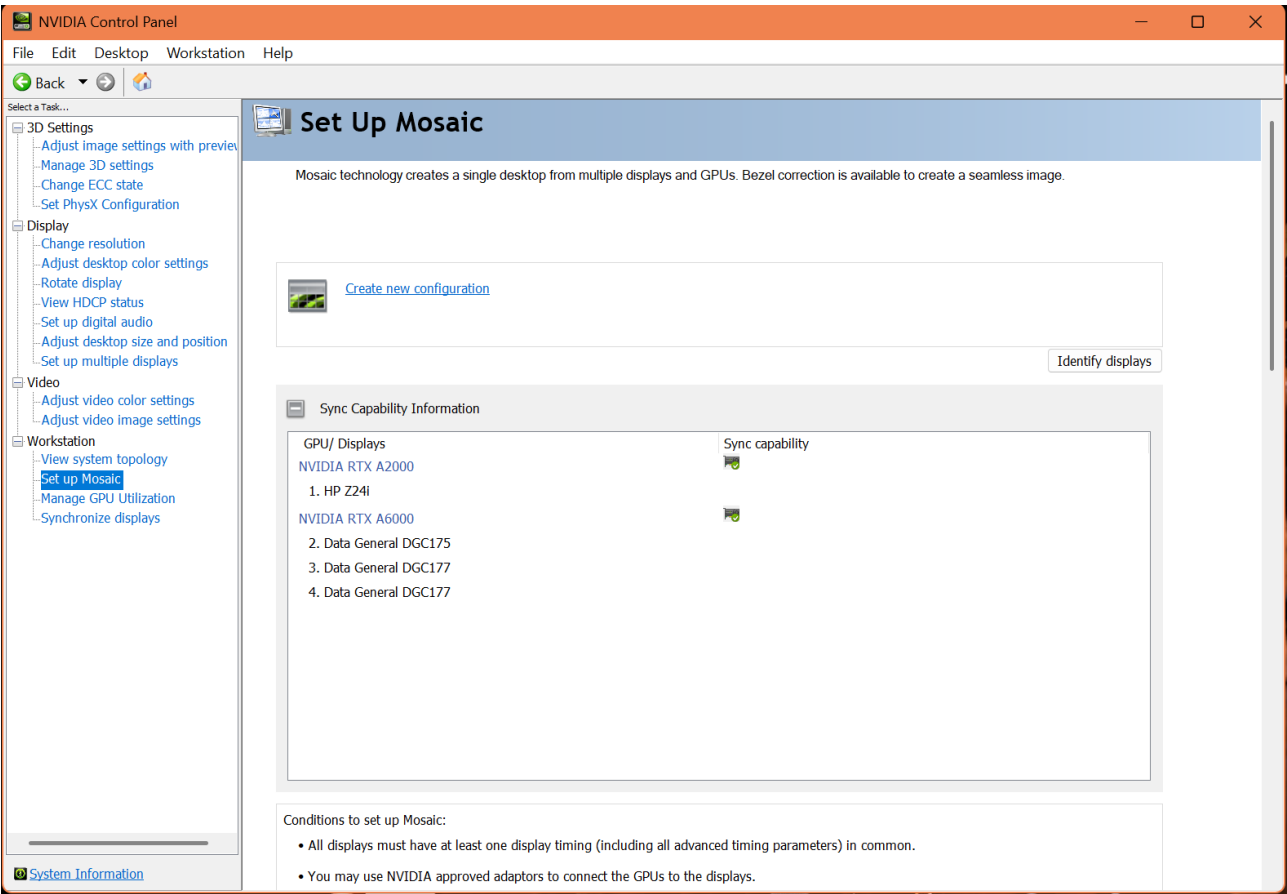 NVIDIA Control Panel
File Edit Desktop Workstation Help
Back
Select a Task...
3D Settings
Adjust image settings with preview
Manage 3D settings
Change ECC state
Set PhysX Configuration
Display
Change resolution
Adjust desktop color settings
Rotate display
View HDCP status
Set up digital audio
Adjust desktop size and position
Set up multiple displays
Video
Adjust video color settings
Adjust video image settings
Workstation
View system topology
Set up Mosaic
Manage GPU Utilization
Synchronize displays
System Information
Set Up Mosaic
Mosaic technology creates a single desktop from multiple displays and GPUs. Bezel correction is available to create a seamless image.
Create new configuration
Identify displays
Sync Capability Information
GPU/ Displays Sync capability
NVIDIA RTX A2000
1. HP Z24i
NVIDIA RTX A6000
2. Data General DGC175
3. Data General DGC177
4. Data General DGC177
Conditions to set up Mosaic:
• All displays must have at least one display timing (including all advanced timing parameters) in common.
• You may use NVIDIA approved adaptors to connect the GPUs to the displays.